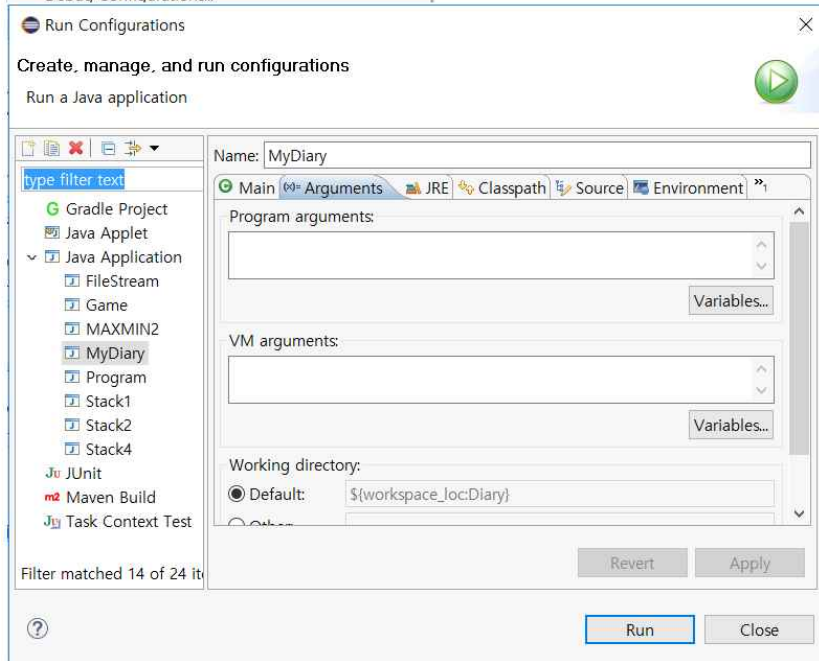 Run Configurations
Create, manage, and run configurations
Run a Java application
Name: MyDiary
type filter text
Main Arguments JRE Classpath Source Environment »1
Gradle Project
Java Applet
Java Application
FileStream
Game
MAXMIN2
MyDiary
Program
Stack1
Stack2
Stack4
JUnit
Maven Build
Task Context Test
Filter matched 14 of 24 ite
Program arguments:
Variables...
VM arguments:
Variables...
Working directory:
Default: ${workspace_loc:Diary}
Revert Apply
Run Close